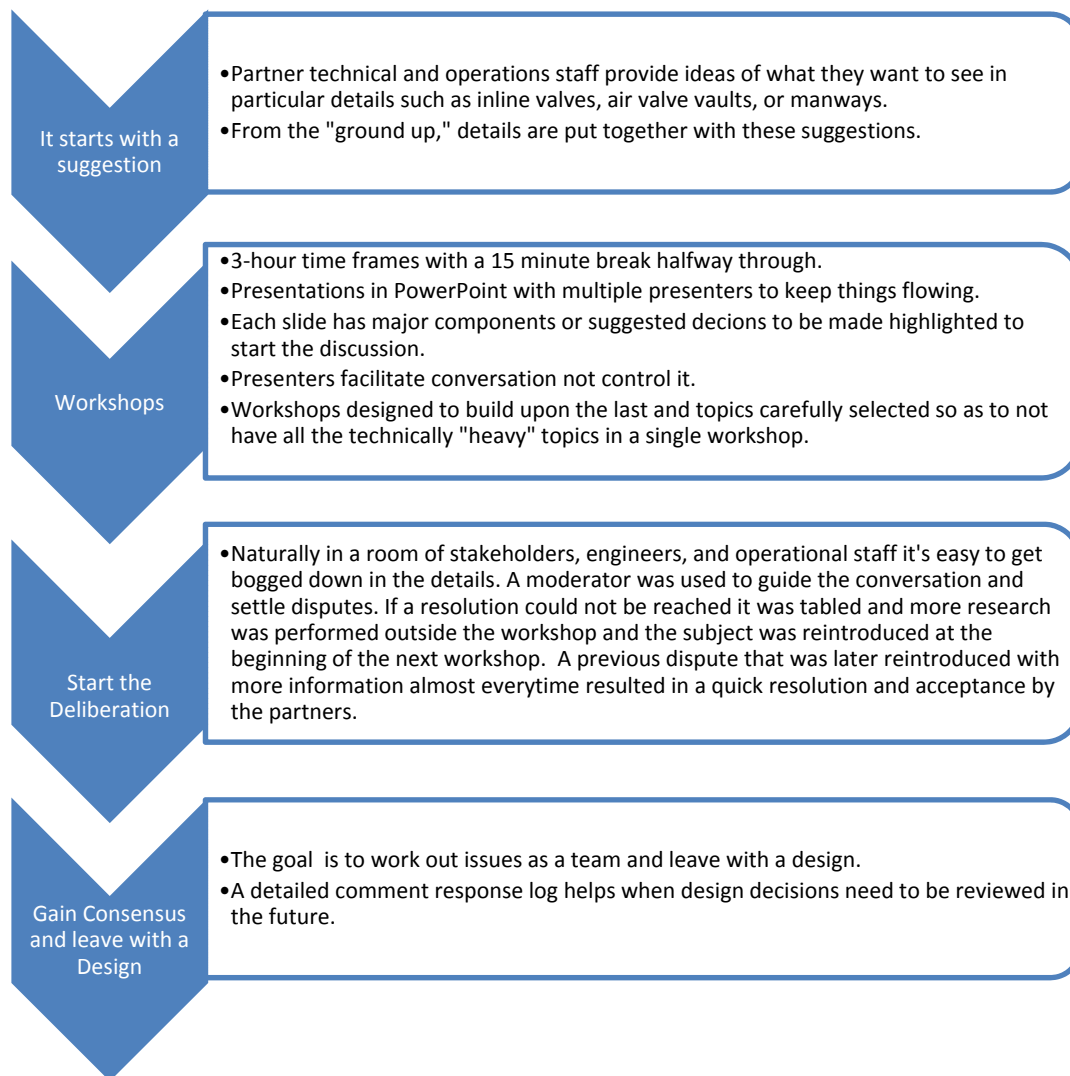 It starts with a
suggestion
•Partner technical and operations staff provide ideas of what they want to see in
particular details such as inline valves, air valve vaults, or manways.
•From the "ground up," details are put together with these suggestions.
Workshops
•3-hour time frames with a 15 minute break halfway through.
•Presentations in PowerPoint with multiple presenters to keep things flowing.
•Each slide has major components or suggested decions to be made highlighted to
start the discussion.
•Presenters facilitate conversation not control it.
•Workshops designed to build upon the last and topics carefully selected so as to not
have all the technically "heavy" topics in a single workshop.
Start the
Deliberation
•Naturally in a room of stakeholders, engineers, and operational staff it's easy to get
bogged down in the details. A moderator was used to guide the conversation and
settle disputes. If a resolution could not be reached it was tabled and more research
was performed outside the workshop and the subject was reintroduced at the
beginning of the next workshop.  A previous dispute that was later reintroduced with
more information almost everytime resulted in a quick resolution and acceptance by
the partners.
Gain Consensus
and leave with a
Design
•The goal  is to work out issues as a team and leave with a design.
•A detailed comment response log helps when design decisions need to be reviewed in
the future.